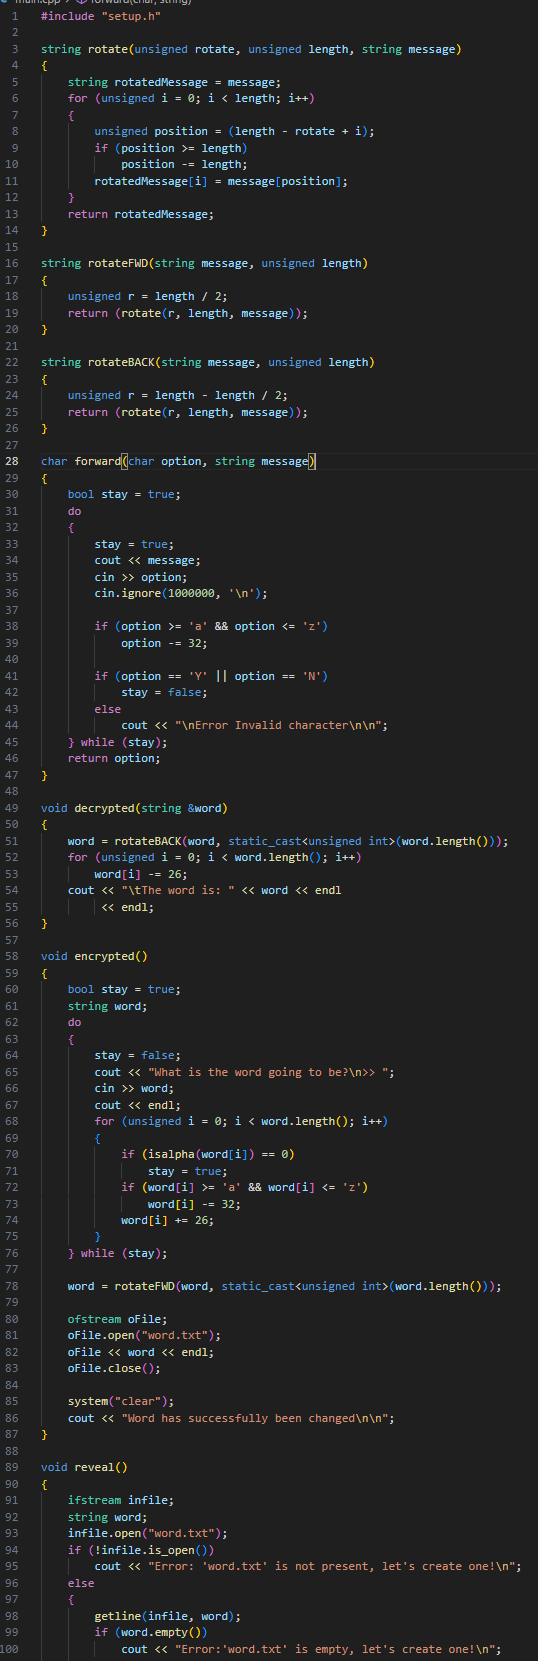 main.cpp > forward(char, string)
1 #include "setup.h"
2
3 string rotate(unsigned rotate, unsigned length, string message)
4 {
5     string rotatedMessage = message;
6     for (unsigned i = 0; i < length; i++)
7     {
8         unsigned position = (length - rotate + i);
9         if (position >= length)
10             position -= length;
11         rotatedMessage[i] = message[position];
12     }
13     return rotatedMessage;
14 }
15
16 string rotateFWD(string message, unsigned length)
17 {
18     unsigned r = length / 2;
19     return (rotate(r, length, message));
20 }
21
22 string rotateBACK(string message, unsigned length)
23 {
24     unsigned r = length - length / 2;
25     return (rotate(r, length, message));
26 }
27
28 char forward(char option, string message)
29 {
30     bool stay = true;
31     do
32     {
33         stay = true;
34         cout << message;
35         cin >> option;
36         cin.ignore(1000000, '\n');
37
38         if (option >= 'a' && option <= 'z')
39             option -= 32;
40
41         if (option == 'Y' || option == 'N')
42             stay = false;
43         else
44             cout << "\nError Invalid character\n\n";
45     } while (stay);
46     return option;
47 }
48
49 void decrypted(string &word)
50 {
51     word = rotateBACK(word, static_cast<unsigned int>(word.length()));
52     for (unsigned i = 0; i < word.length(); i++)
53         word[i] -= 26;
54     cout << "\tThe word is: " << word << endl
55          << endl;
56 }
57
58 void encrypted()
59 {
60     bool stay = true;
61     string word;
62     do
63     {
64         stay = false;
65         cout << "What is the word going to be?\n>> ";
66         cin >> word;
67         cout << endl;
68         for (unsigned i = 0; i < word.length(); i++)
69         {
70             if (isalpha(word[i]) == 0)
71                 stay = true;
72             if (word[i] >= 'a' && word[i] <= 'z')
73                 word[i] -= 32;
74             word[i] += 26;
75         }
76     } while (stay);
77
78     word = rotateFWD(word, static_cast<unsigned int>(word.length()));
79
80     ofstream oFile;
81     oFile.open("word.txt");
82     oFile << word << endl;
83     oFile.close();
84
85     system("clear");
86     cout << "Word has successfully been changed\n\n";
87 }
88
89 void reveal()
90 {
91     ifstream infile;
92     string word;
93     infile.open("word.txt");
94     if (!infile.is_open())
95         cout << "Error: 'word.txt' is not present, let's create one!\n";
96     else
97     {
98         getline(infile, word);
99         if (word.empty())
100             cout << "Error:'word.txt' is empty, let's create one!\n";